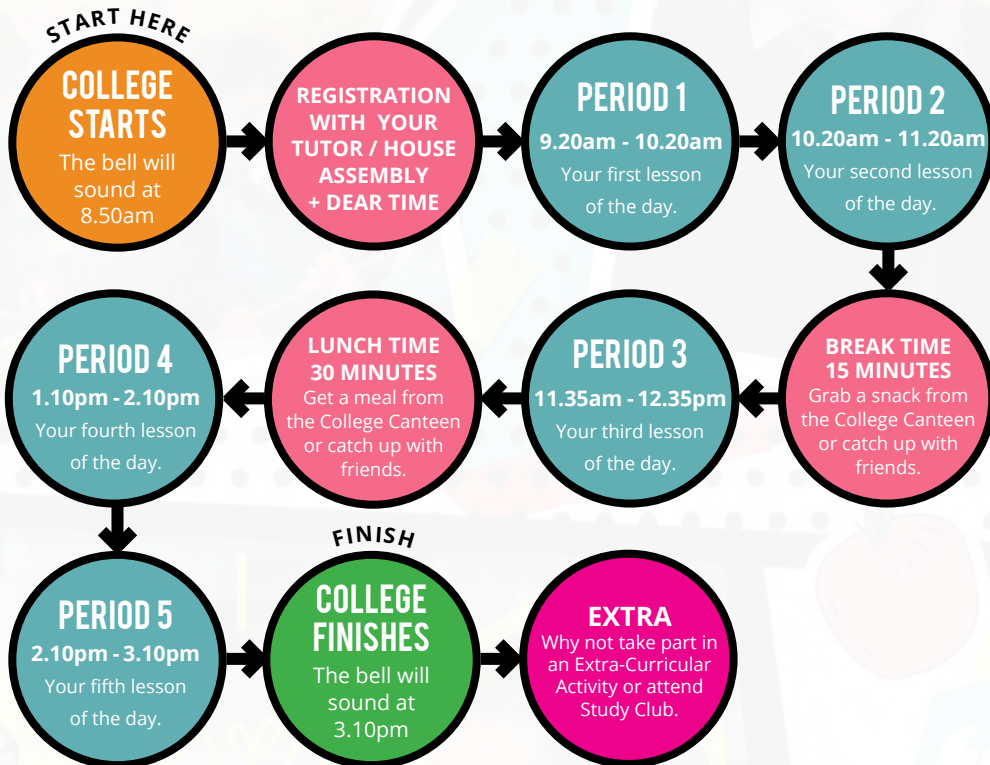 START HERE
COLLEGE
STARTS
The bell will
sound at
8.50am
REGISTRATION
WITH YOUR
TUTOR / HOUSE
ASSEMBLY
+ DEAR TIME
PERIOD 1
9.20am - 10.20am
Your first lesson
of the day.
PERIOD 2
10.20am - 11.20am
Your second lesson
of the day.
BREAK TIME
15 MINUTES
Grab a snack from
the College Canteen
or catch up with
friends.
PERIOD 3
11.35am - 12.35pm
Your third lesson
of the day.
LUNCH TIME
30 MINUTES
Get a meal from
the College Canteen
or catch up with
friends.
PERIOD 4
1.10pm - 2.10pm
Your fourth lesson
of the day.
PERIOD 5
2.10pm - 3.10pm
Your fifth lesson
of the day.
FINISH
COLLEGE
FINISHES
The bell will
sound at
3.10pm
EXTRA
Why not take part in
an Extra-Curricular
Activity or attend
Study Club.